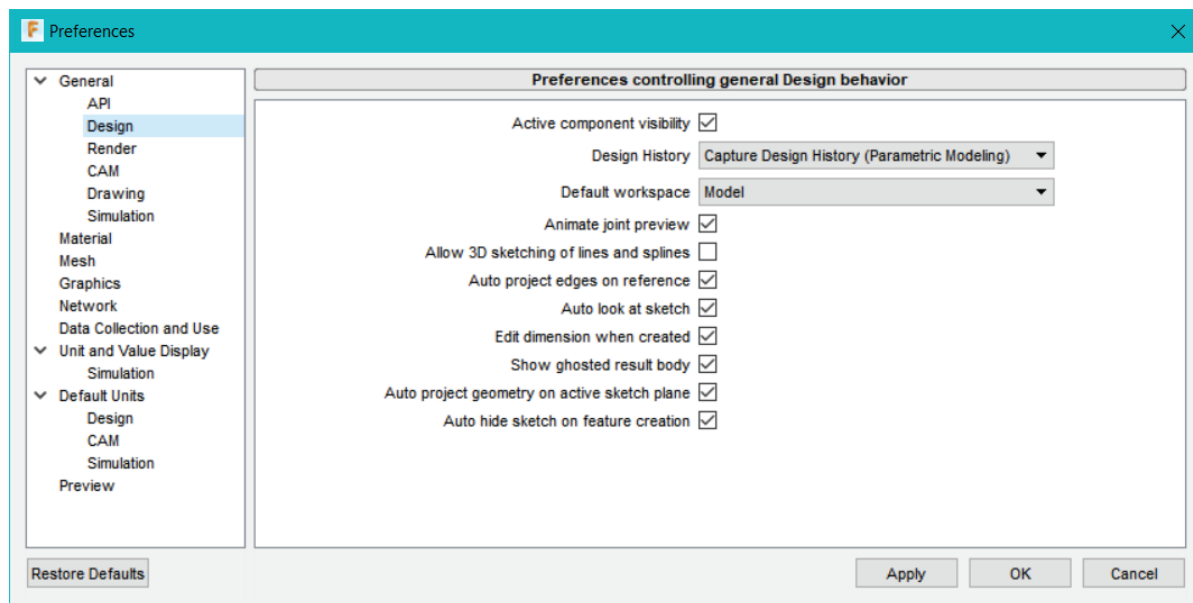 Preferences
General
API
Design
Render
CAM
Drawing
Simulation
Material
Mesh
Graphics
Network
Data Collection and Use
Unit and Value Display
Simulation
Default Units
Design
CAM
Simulation
Preview
Preferences controlling general Design behavior
Active component visibility
Design History Capture Design History (Parametric Modeling)
Default workspace Model
Animate joint preview
Allow 3D sketching of lines and splines
Auto project edges on reference
Auto look at sketch
Edit dimension when created
Show ghosted result body
Auto project geometry on active sketch plane
Auto hide sketch on feature creation
Restore Defaults Apply OK Cancel